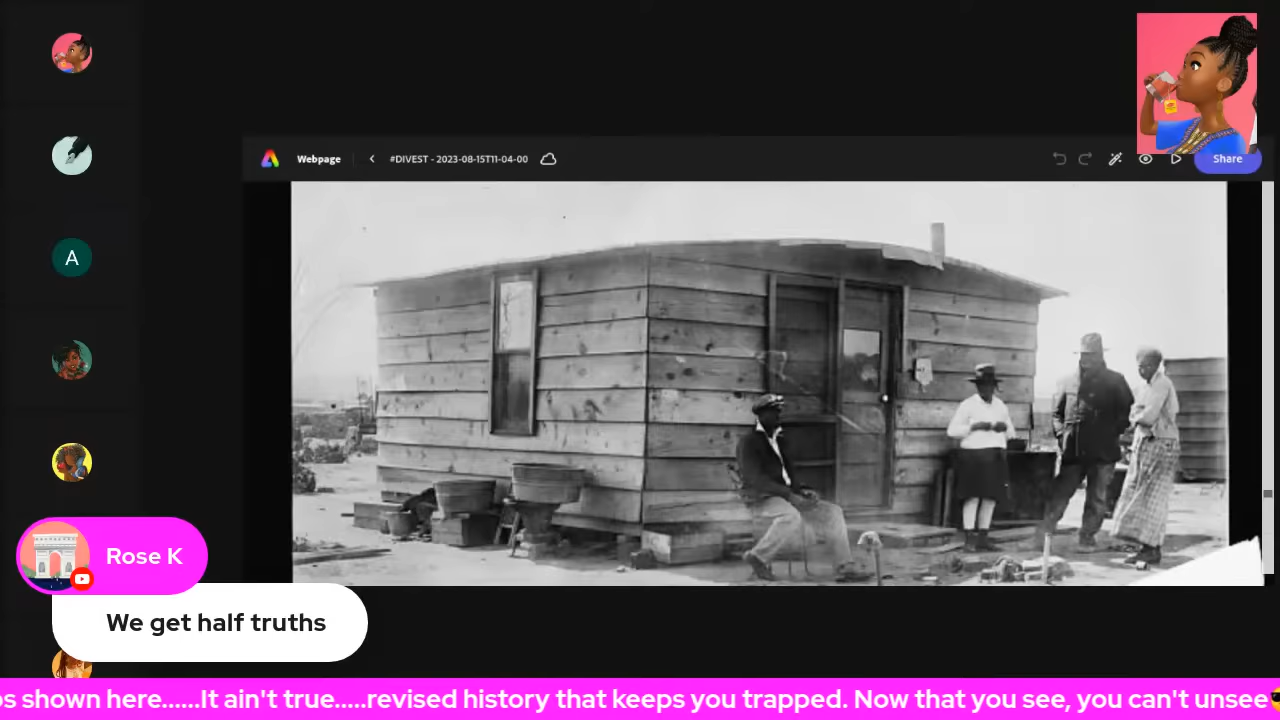 Webpage
#DIVEST - 2023-08-15T11-04-00
Share
A
Rose K
We get half truths
shown here......It ain't true.....revised history that keeps you trapped. Now that you see, you can't unsee